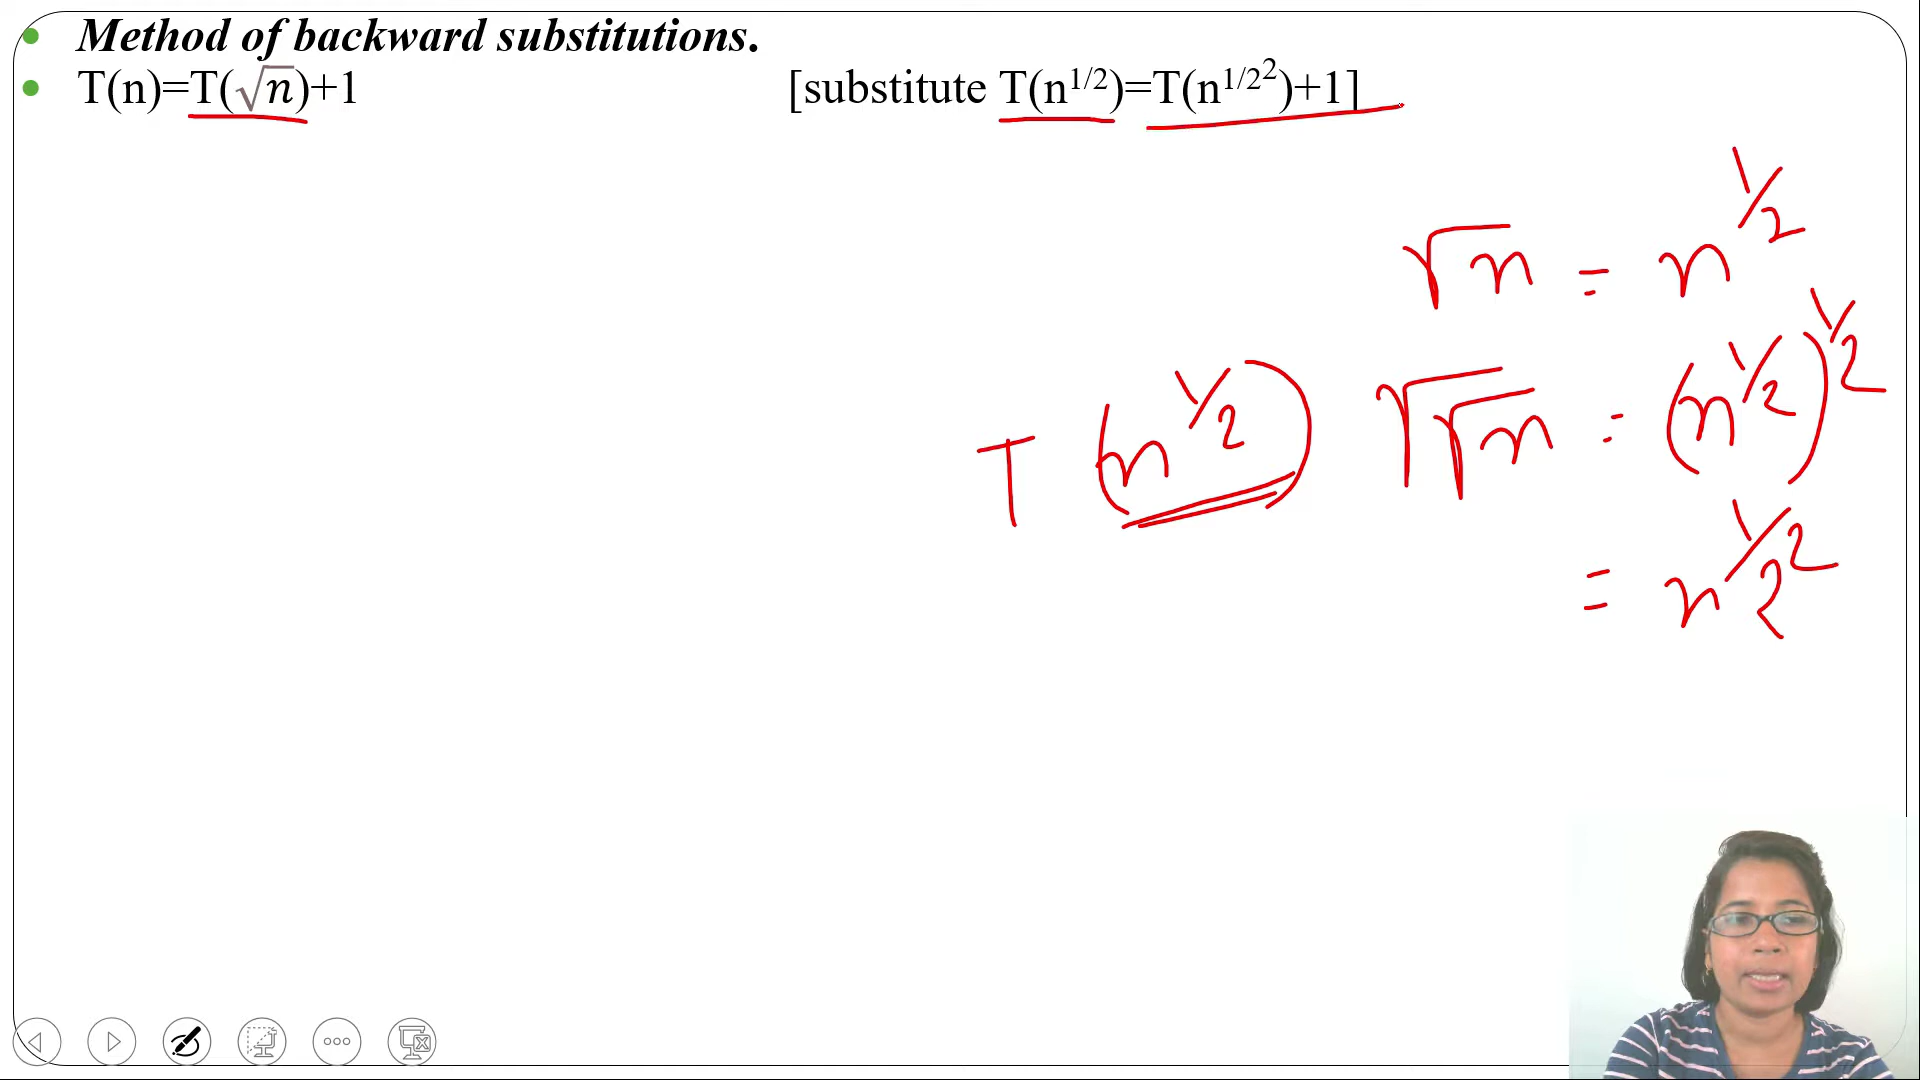 Method of backward substitutions.
T(n)=T(√n)+1 [substitute T(n^1/2)=T(n^1/2^2)+1]
√n = n^1/2
T (n^1/2) √√n = (n^1/2)^1/2
= n^1/2^2